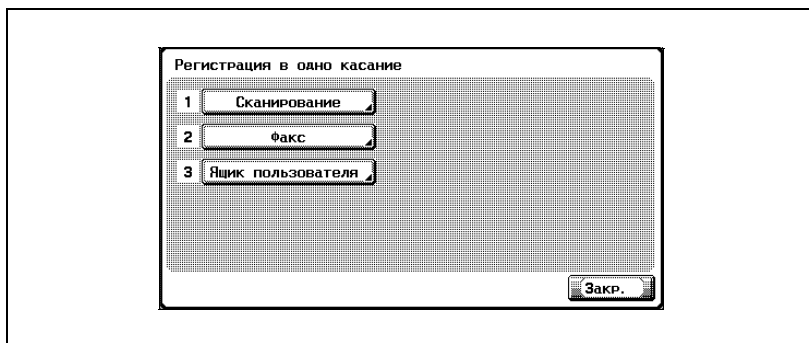 Регистрация в одно касание
1 Сканирование
2 Факс
3 Ящик пользователя
Закр.